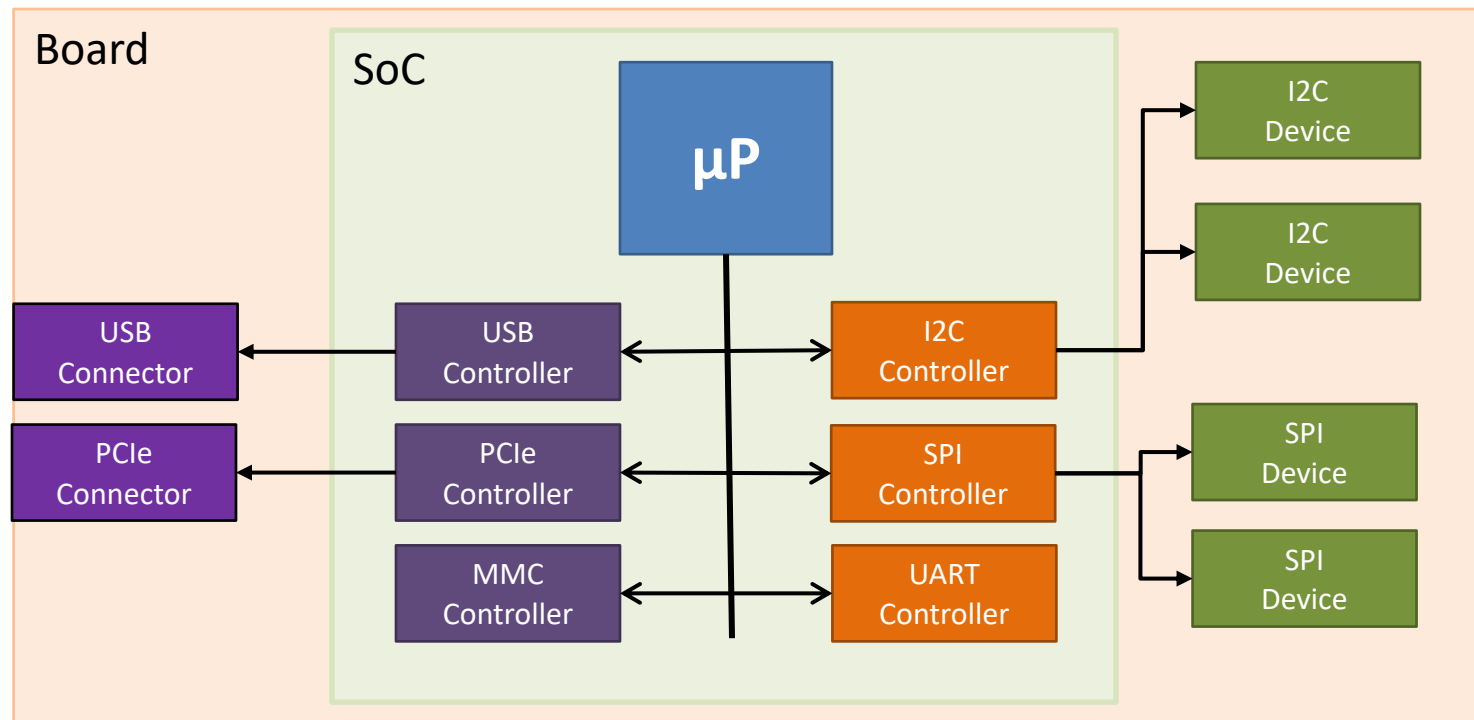 Board
SoC
µP
I2C
Device
I2C
Device
USB
Connector
USB
Controller
I2C
Controller
PCIe
Connector
PCIe
Controller
SPI
Controller
SPI
Device
MMC
Controller
UART
Controller
SPI
Device